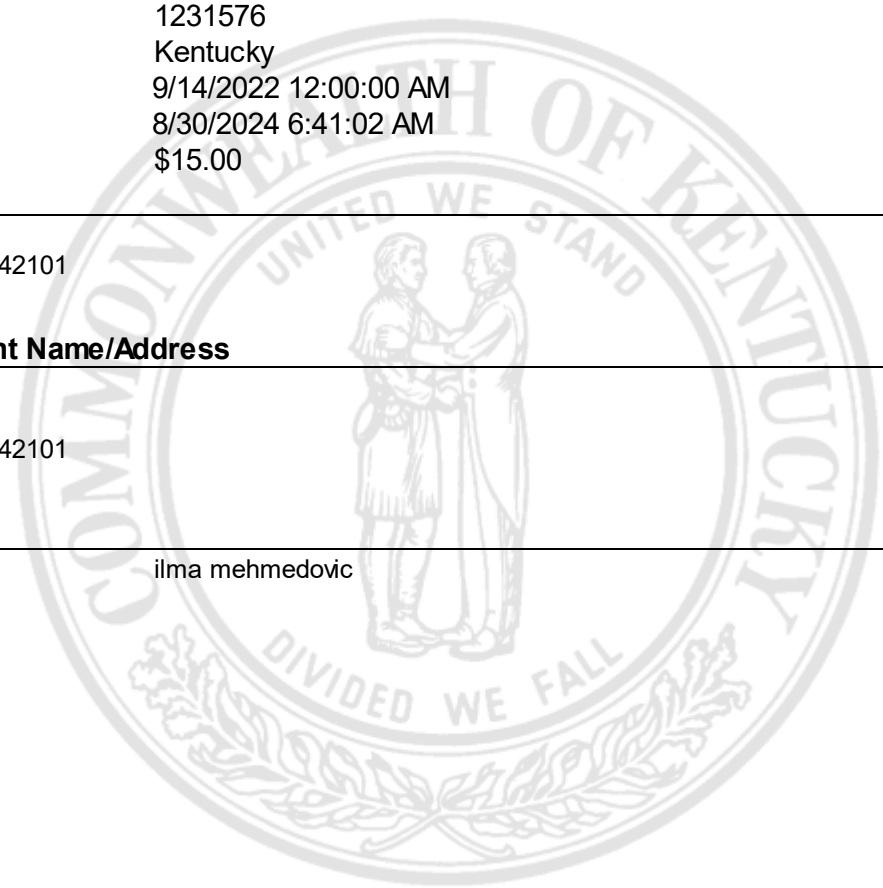 1231576
Kentucky
9/14/2022 12:00:00 AM
8/30/2024 6:41:02 AM
$15.00
42101
nt Name/Address
42101
ilma mehmedovic
COMMONWEALTH OF KENTUCKY
UNITED WE STAND
DIVIDED WE FALL